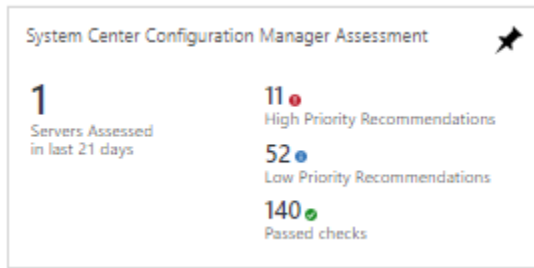 System Center Configuration Manager Assessment
1
Servers Assessed
in last 21 days
11
High Priority Recommendations
52
Low Priority Recommendations
140
Passed checks